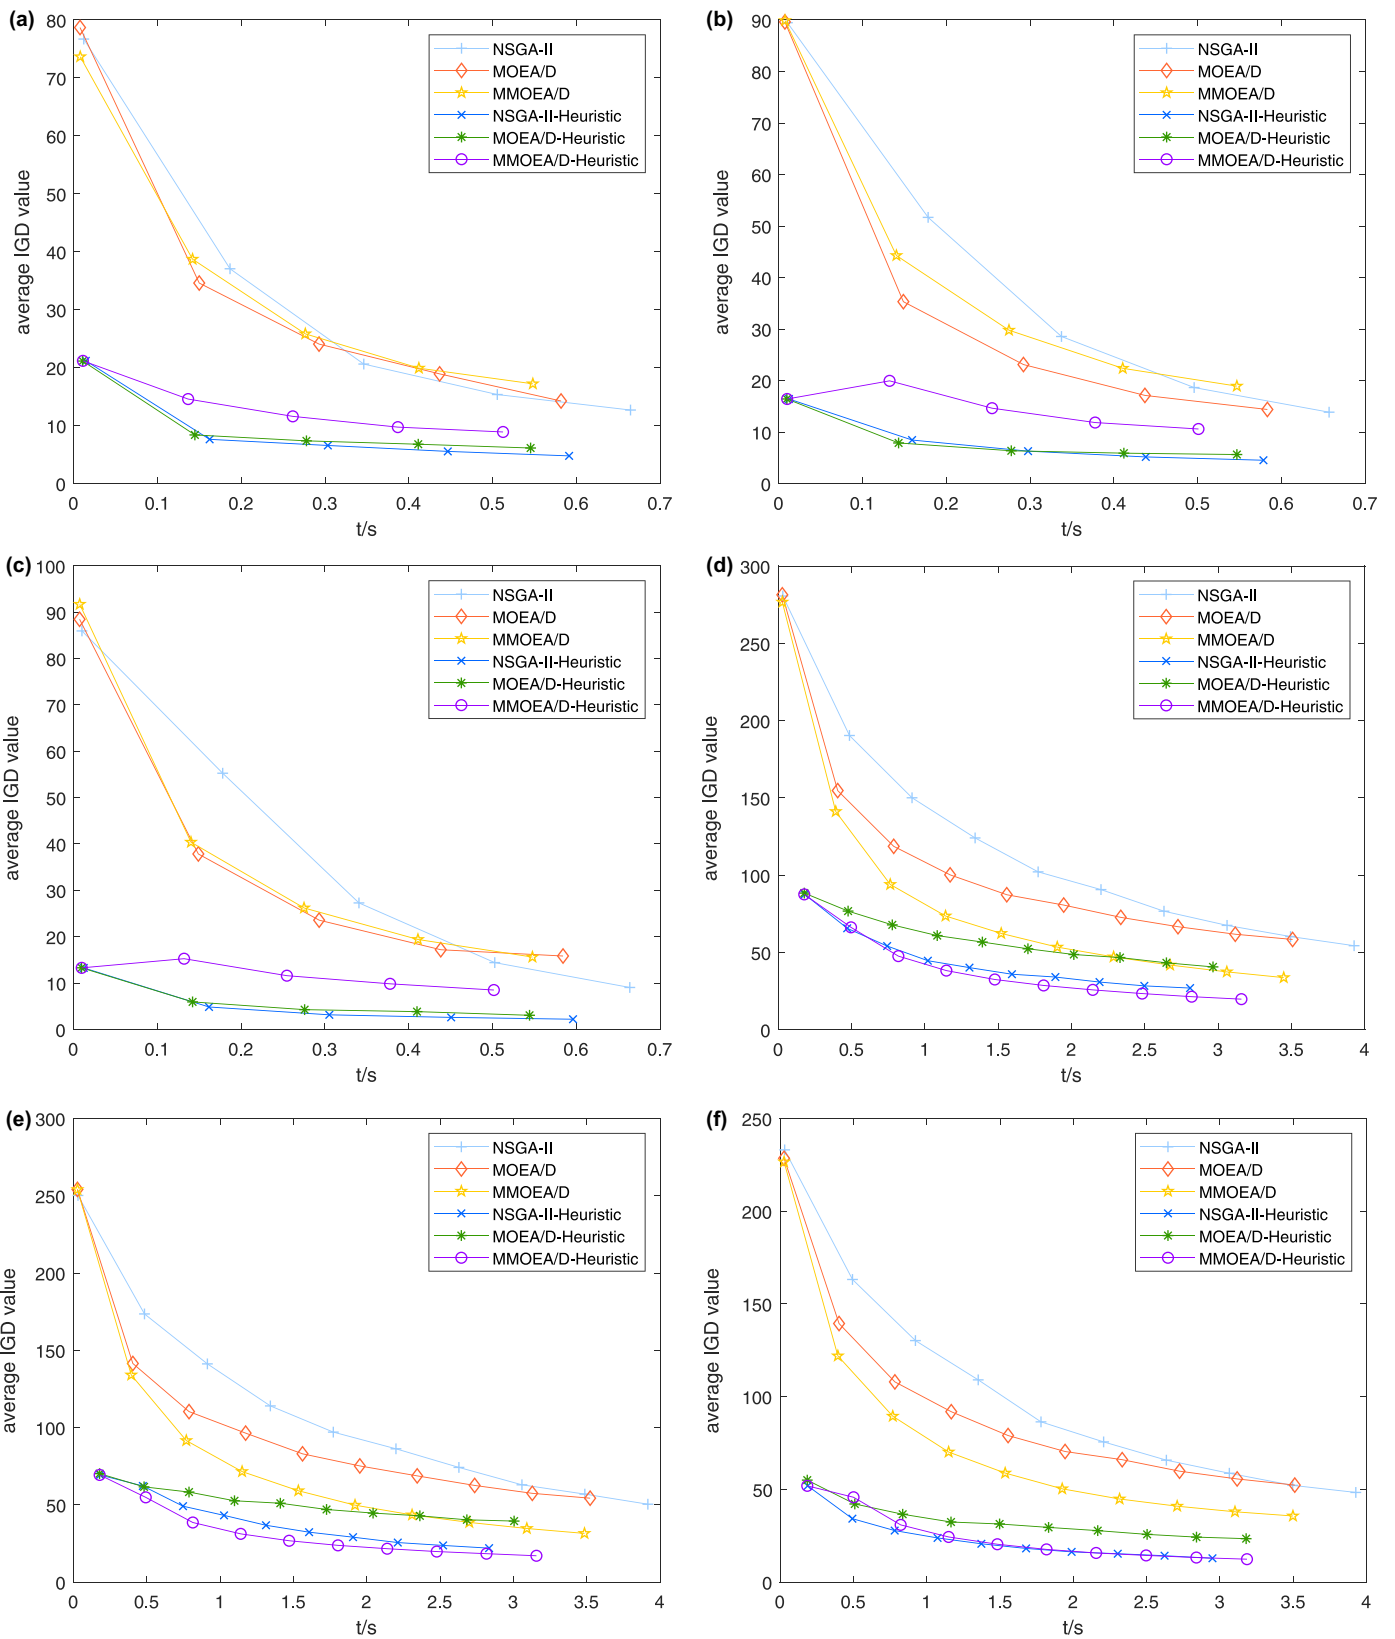 (a)
80
70
60
50
40
30
20
10
0
average IGD value
0 0.1 0.2 0.3 0.4 0.5 0.6 0.7
t/s
NSGA-II
MOEA/D
MMOEA/D
NSGA-II-Heuristic
MOEA/D-Heuristic
MMOEA/D-Heuristic
(b)
90
80
70
60
50
40
30
20
10
0
average IGD value
0 0.1 0.2 0.3 0.4 0.5 0.6 0.7
t/s
NSGA-II
MOEA/D
MMOEA/D
NSGA-II-Heuristic
MOEA/D-Heuristic
MMOEA/D-Heuristic
(c)
100
90
80
70
60
50
40
30
20
10
0
average IGD value
0 0.1 0.2 0.3 0.4 0.5 0.6 0.7
t/s
NSGA-II
MOEA/D
MMOEA/D
NSGA-II-Heuristic
MOEA/D-Heuristic
MMOEA/D-Heuristic
(d)
300
250
200
150
100
50
0
average IGD value
0 0.5 1 1.5 2 2.5 3 3.5 4
t/s
NSGA-II
MOEA/D
MMOEA/D
NSGA-II-Heuristic
MOEA/D-Heuristic
MMOEA/D-Heuristic
(e)
300
250
200
150
100
50
0
average IGD value
0 0.5 1 1.5 2 2.5 3 3.5 4
t/s
NSGA-II
MOEA/D
MMOEA/D
NSGA-II-Heuristic
MOEA/D-Heuristic
MMOEA/D-Heuristic
(f)
250
200
150
100
50
0
average IGD value
0 0.5 1 1.5 2 2.5 3 3.5 4
t/s
NSGA-II
MOEA/D
MMOEA/D
NSGA-II-Heuristic
MOEA/D-Heuristic
MMOEA/D-Heuristic